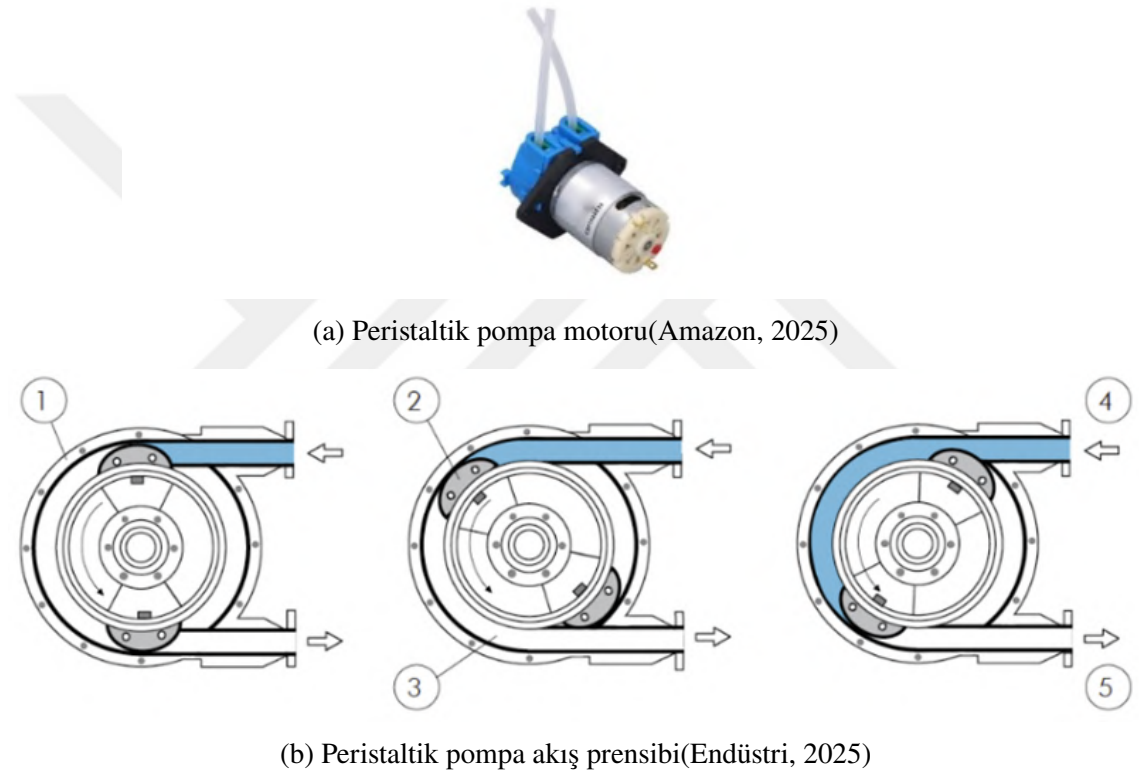 (a) Peristaltik pompa motoru(Amazon, 2025)
1
2
4
3
5
(b) Peristaltik pompa akış prensibi(Endüstri, 2025)